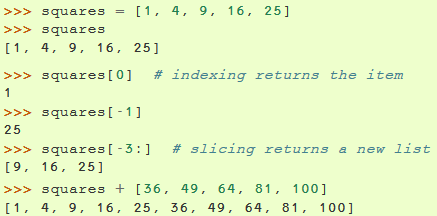 >>> squares = [1, 4, 9, 16, 25]
>>> squares
[1, 4, 9, 16, 25]
>>> squares[0]  # indexing returns the item
1
>>> squares[-1]
25
>>> squares[-3:]  # slicing returns a new list
[9, 16, 25]
>>> squares + [36, 49, 64, 81, 100]
[1, 4, 9, 16, 25, 36, 49, 64, 81, 100]